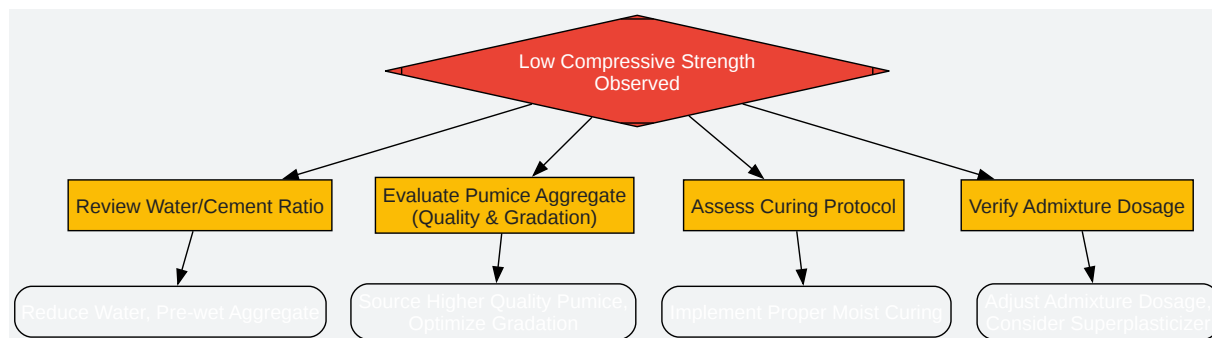 Low Compressive Strength
Observed
Review Water/Cement Ratio
Evaluate Pumice Aggregate
(Quality & Gradation)
Assess Curing Protocol
Verify Admixture Dosage
Reduce Water, Pre-wet Aggregate
Source Higher Quality Pumice,
Optimize Gradation
Implement Proper Moist Curing
Adjust Admixture Dosage,
Consider Superplasticizer